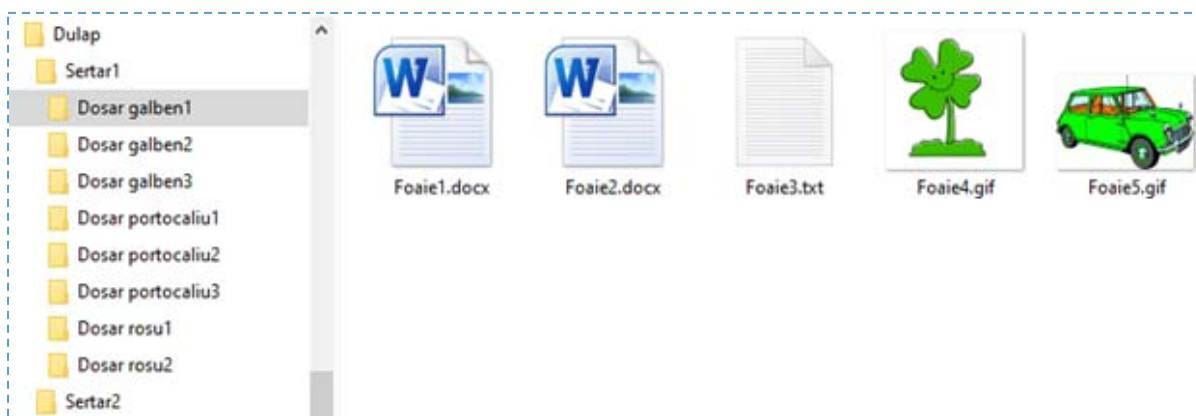 Dulap
Sertar1
Dosar galben1
Dosar galben2
Dosar galben3
Dosar portocaliu1
Dosar portocaliu2
Dosar portocaliu3
Dosar rosu1
Dosar rosu2
Sertar2
W W
Foaie1.docx Foaie2.docx Foaie3.txt Foaie4.gif Foaie5.gif